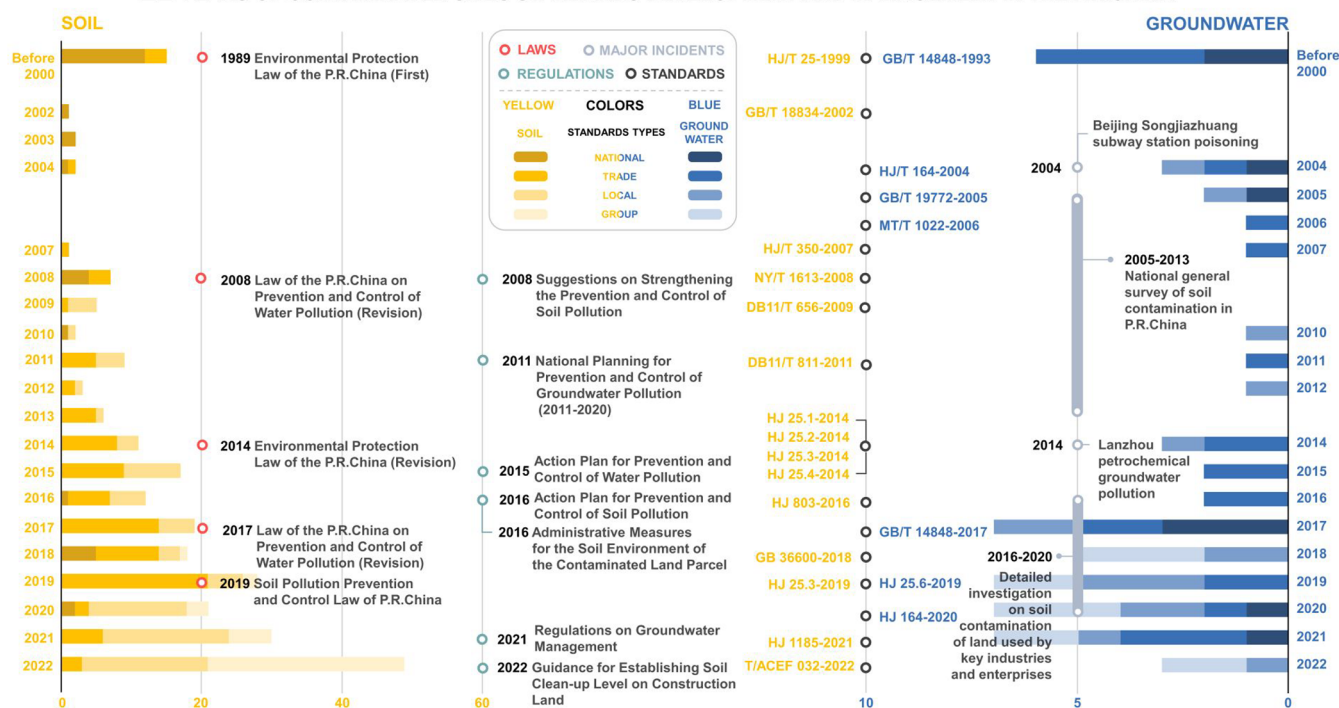 SOIL
GROUNDWATER
Before
2000
2002
2003
2004
2007
2008
2009
2010
2011
2012
2013
2014
2015
2016
2017
2018
2019
2020
2021
2022
0
20
40
60
1989 Environmental Protection
Law of the P.R.China (First)
2008 Law of the P.R.China on
Prevention and Control of
Water Pollution (Revision)
2014 Environmental Protection
Law of the P.R.China (Revision)
2017 Law of the P.R.China on
Prevention and Control of
Water Pollution (Revision)
2019 Soil Pollution Prevention
and Control Law of P.R.China
LAWS
MAJOR INCIDENTS
REGULATIONS
STANDARDS
YELLOW
COLORS
BLUE
SOIL
STANDARDS TYPES
GROUND
WATER
NATIONAL
TRADE
LOCAL
GROUP
2008 Suggestions on Strengthening
the Prevention and Control of
Soil Pollution
2011 National Planning for
Prevention and Control of
Groundwater Pollution
(2011-2020)
2015 Action Plan for Prevention and
Control of Water Pollution
2016 Action Plan for Prevention and
Control of Soil Pollution
2016 Administrative Measures
for the Soil Environment of
the Contaminated Land Parcel
2021 Regulations on Groundwater
Management
2022 Guidance for Establishing Soil
Clean-up Level on Construction
Land
HJ/T 25-1999
GB/T 14848-1993
GB/T 18834-2002
HJ/T 164-2004
GB/T 19772-2005
MT/T 1022-2006
HJ/T 350-2007
NY/T 1613-2008
DB11/T 656-2009
DB11/T 811-2011
HJ 25.1-2014
HJ 25.2-2014
HJ 25.3-2014
HJ 25.4-2014
HJ 803-2016
GB/T 14848-2017
GB 36600-2018
HJ 25.3-2019
HJ 25.6-2019
HJ 164-2020
HJ 1185-2021
T/ACEF 032-2022
Beijing Songjiazhuang
subway station poisoning
2004
2005-2013
National general
survey of soil
contamination in
P.R.China
2014
Lanzhou
petrochemical
groundwater
pollution
2016-2020
Detailed
investigation
on soil
contamination
of land used by
key industries
and enterprises
10
5
0
Before
2000
2004
2005
2006
2007
2010
2011
2012
2014
2015
2016
2017
2018
2019
2020
2021
2022